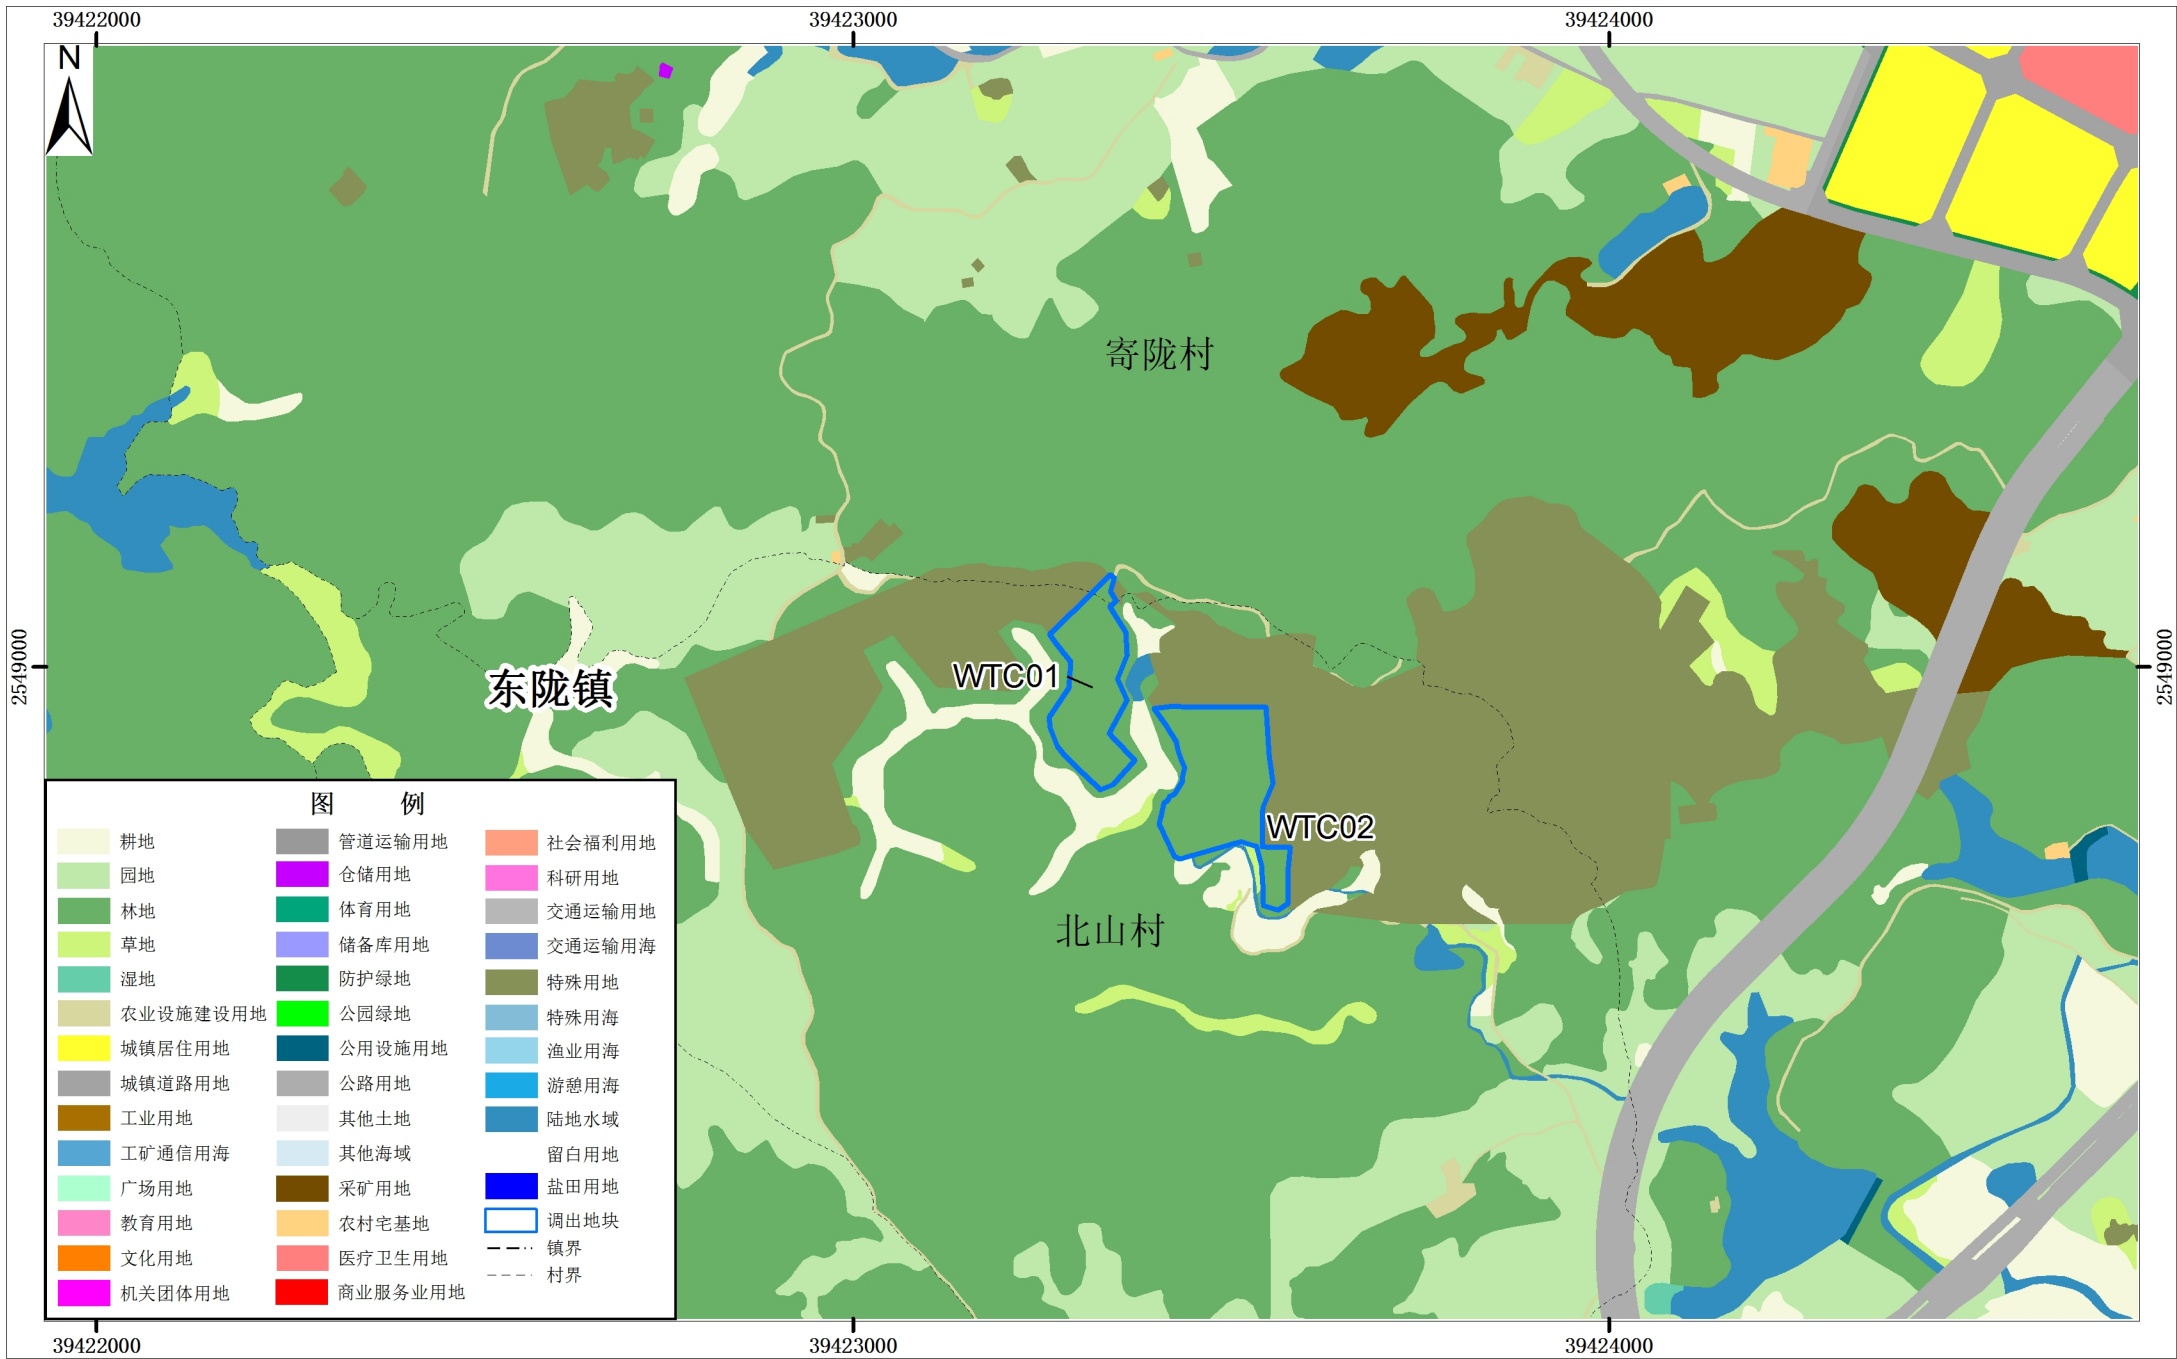 39422000 39423000 39424000
N
寄陇村
2549000
2549000
东陇镇
WTC01
WTC02
北山村
图 例
耕地
园地
林地
草地
湿地
农业设施建设用地
城镇居住用地
城镇道路用地
工业用地
工矿通信用海
广场用地
教育用地
文化用地
机关团体用地
管道运输用地
仓储用地
体育用地
储备库用地
防护绿地
公园绿地
公用设施用地
公路用地
其他土地
其他海域
采矿用地
农村宅基地
医疗卫生用地
商业服务业用地
社会福利用地
科研用地
交通运输用地
交通运输用海
特殊用地
特殊用海
渔业用海
游憩用海
陆地水域
留白用地
盐田用地
调出地块
镇界
村界
39422000 39423000 39424000